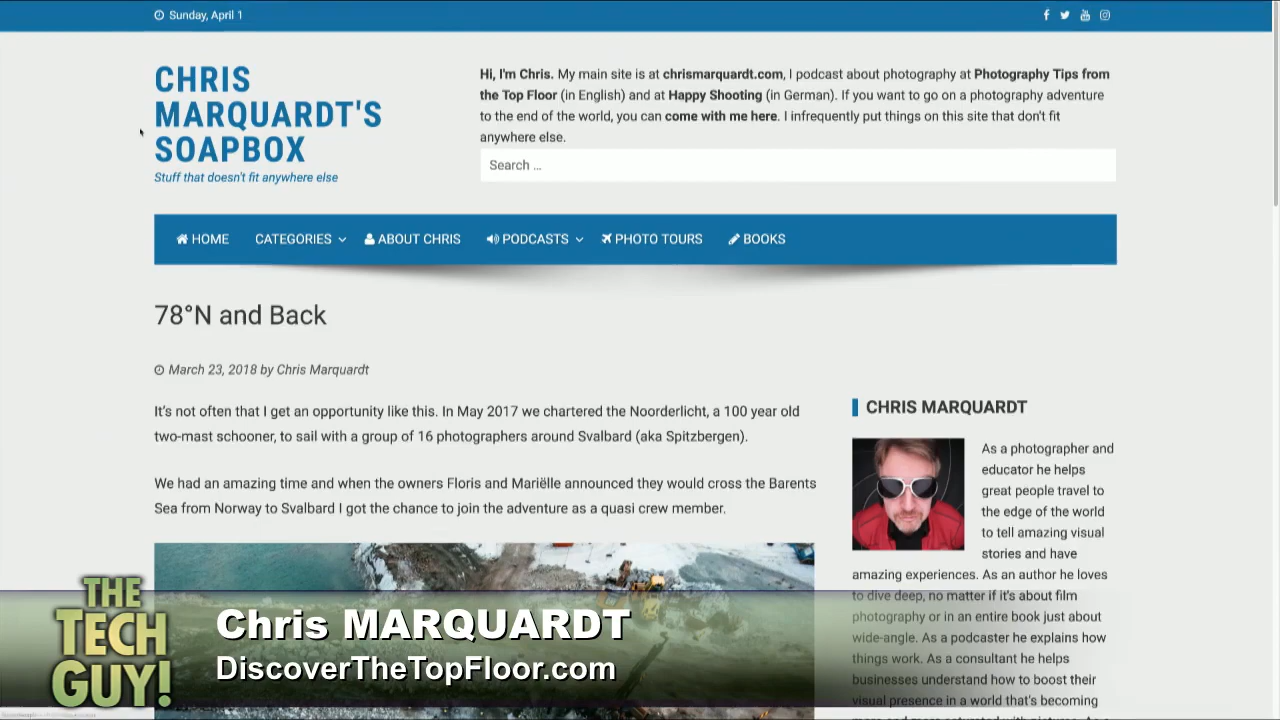 Sunday, April 1
CHRIS
MARQUARDT'S
SOAPBOX
Stuff that doesn't fit anywhere else
Hi, I'm Chris. My main site is at chrismarquardt.com, I podcast about photography at Photography Tips from
the Top Floor (in English) and at Happy Shooting (in German). If you want to go on a photography adventure
to the end of the world, you can come with me here. I infrequently put things on this site that don't fit
anywhere else.
Search ...
HOME CATEGORIES ABOUT CHRIS PODCASTS PHOTO TOURS BOOKS
78°N and Back
March 23, 2018 by Chris Marquardt
It's not often that I get an opportunity like this. In May 2017 we chartered the Noorderlicht, a 100 year old
two-mast schooner, to sail with a group of 16 photographers around Svalbard (aka Spitzbergen).
We had an amazing time and when the owners Floris and Mariëlle announced they would cross the Barents
Sea from Norway to Svalbard I got the chance to join the adventure as a quasi crew member.
CHRIS MARQUARDT
As a photographer and
educator he helps
great people travel to
the edge of the world
to tell amazing visual
stories and have
amazing experiences. As an author he loves
to dive deep, no matter if it's about film
photography or in an entire book just about
wide-angle. As a podcaster he explains how
things work. As a consultant he helps
businesses understand how to boost their
visual presence in a world that's becoming
THE
TECH
GUY!
Chris MARQUARDT
DiscoverTheTopFloor.com